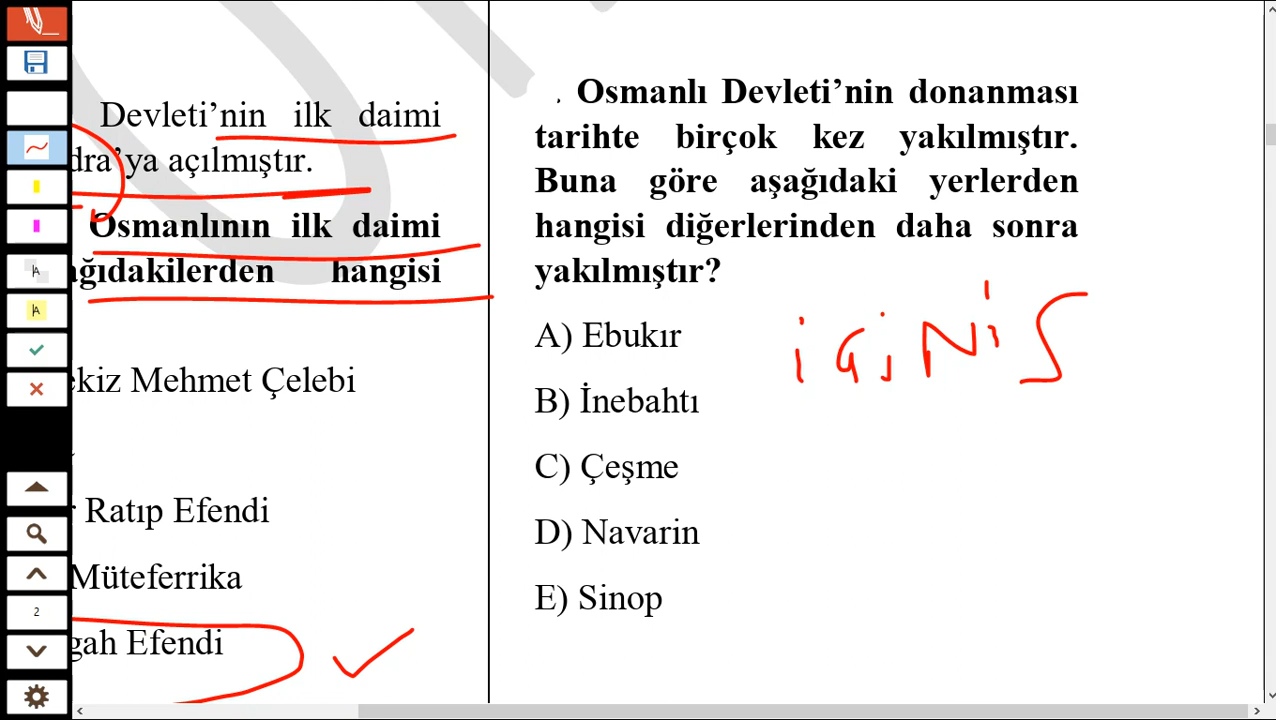 Devleti’nin ilk daimi
dra’ya açılmıştır.
Osmanlının ilk daimi
ağıdakilerden hangisi
ekiz Mehmet Çelebi
r Ratıp Efendi
Müteferrika
gah Efendi
. Osmanlı Devleti’nin donanması
tarihte birçok kez yakılmıştır.
Buna göre aşağıdaki yerlerden
hangisi diğerlerinden daha sonra
yakılmıştır?
A) Ebukır
B) İnebahtı
C) Çeşme
D) Navarin
E) Sinop
2